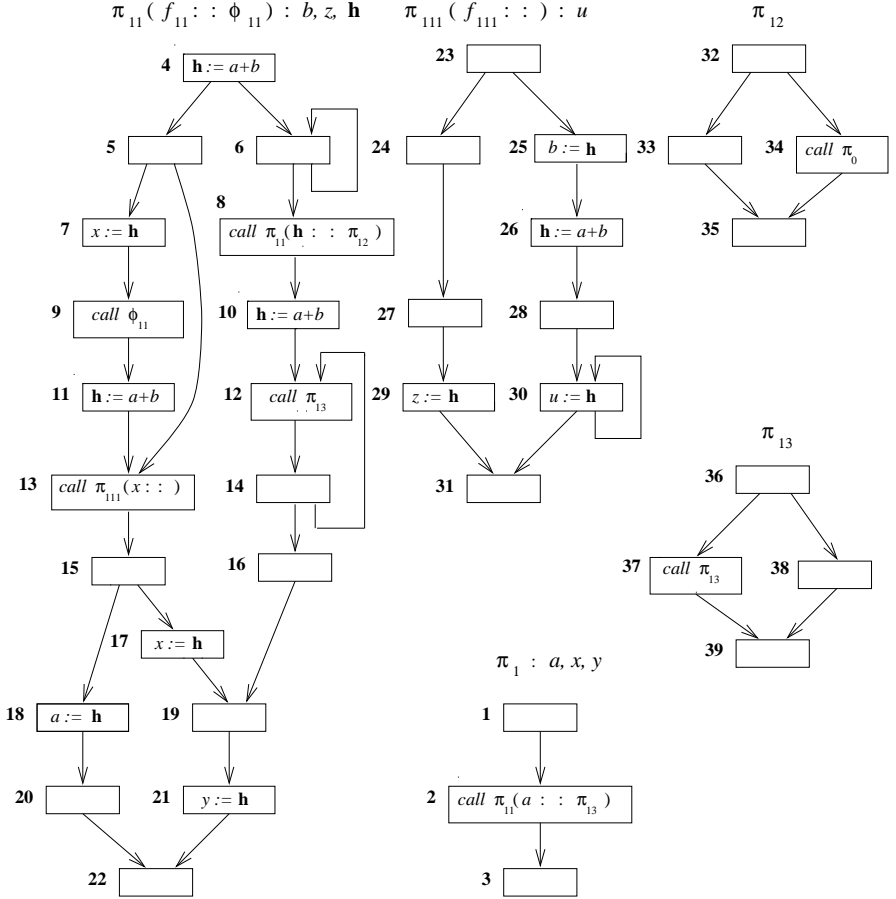 π11(f11 : : ϕ11) : b, z, h
π111(f111 : : ) : u
π12
4 h := a+b
23
32
5
6
24
25 b := h
33
34 call π0
7 x := h
8 call π11(h : : π12)
26 h := a+b
35
9 call ϕ11
10 h := a+b
27
28
11 h := a+b
12 call π13
29 z := h
30 u := h
π13
13 call π111(x : : )
14
31
36
15
16
37 call π13
38
17 x := h
π1 : a, x, y
39
18 a := h
19
1
20
21 y := h
2 call π11(a : : π13)
22
3